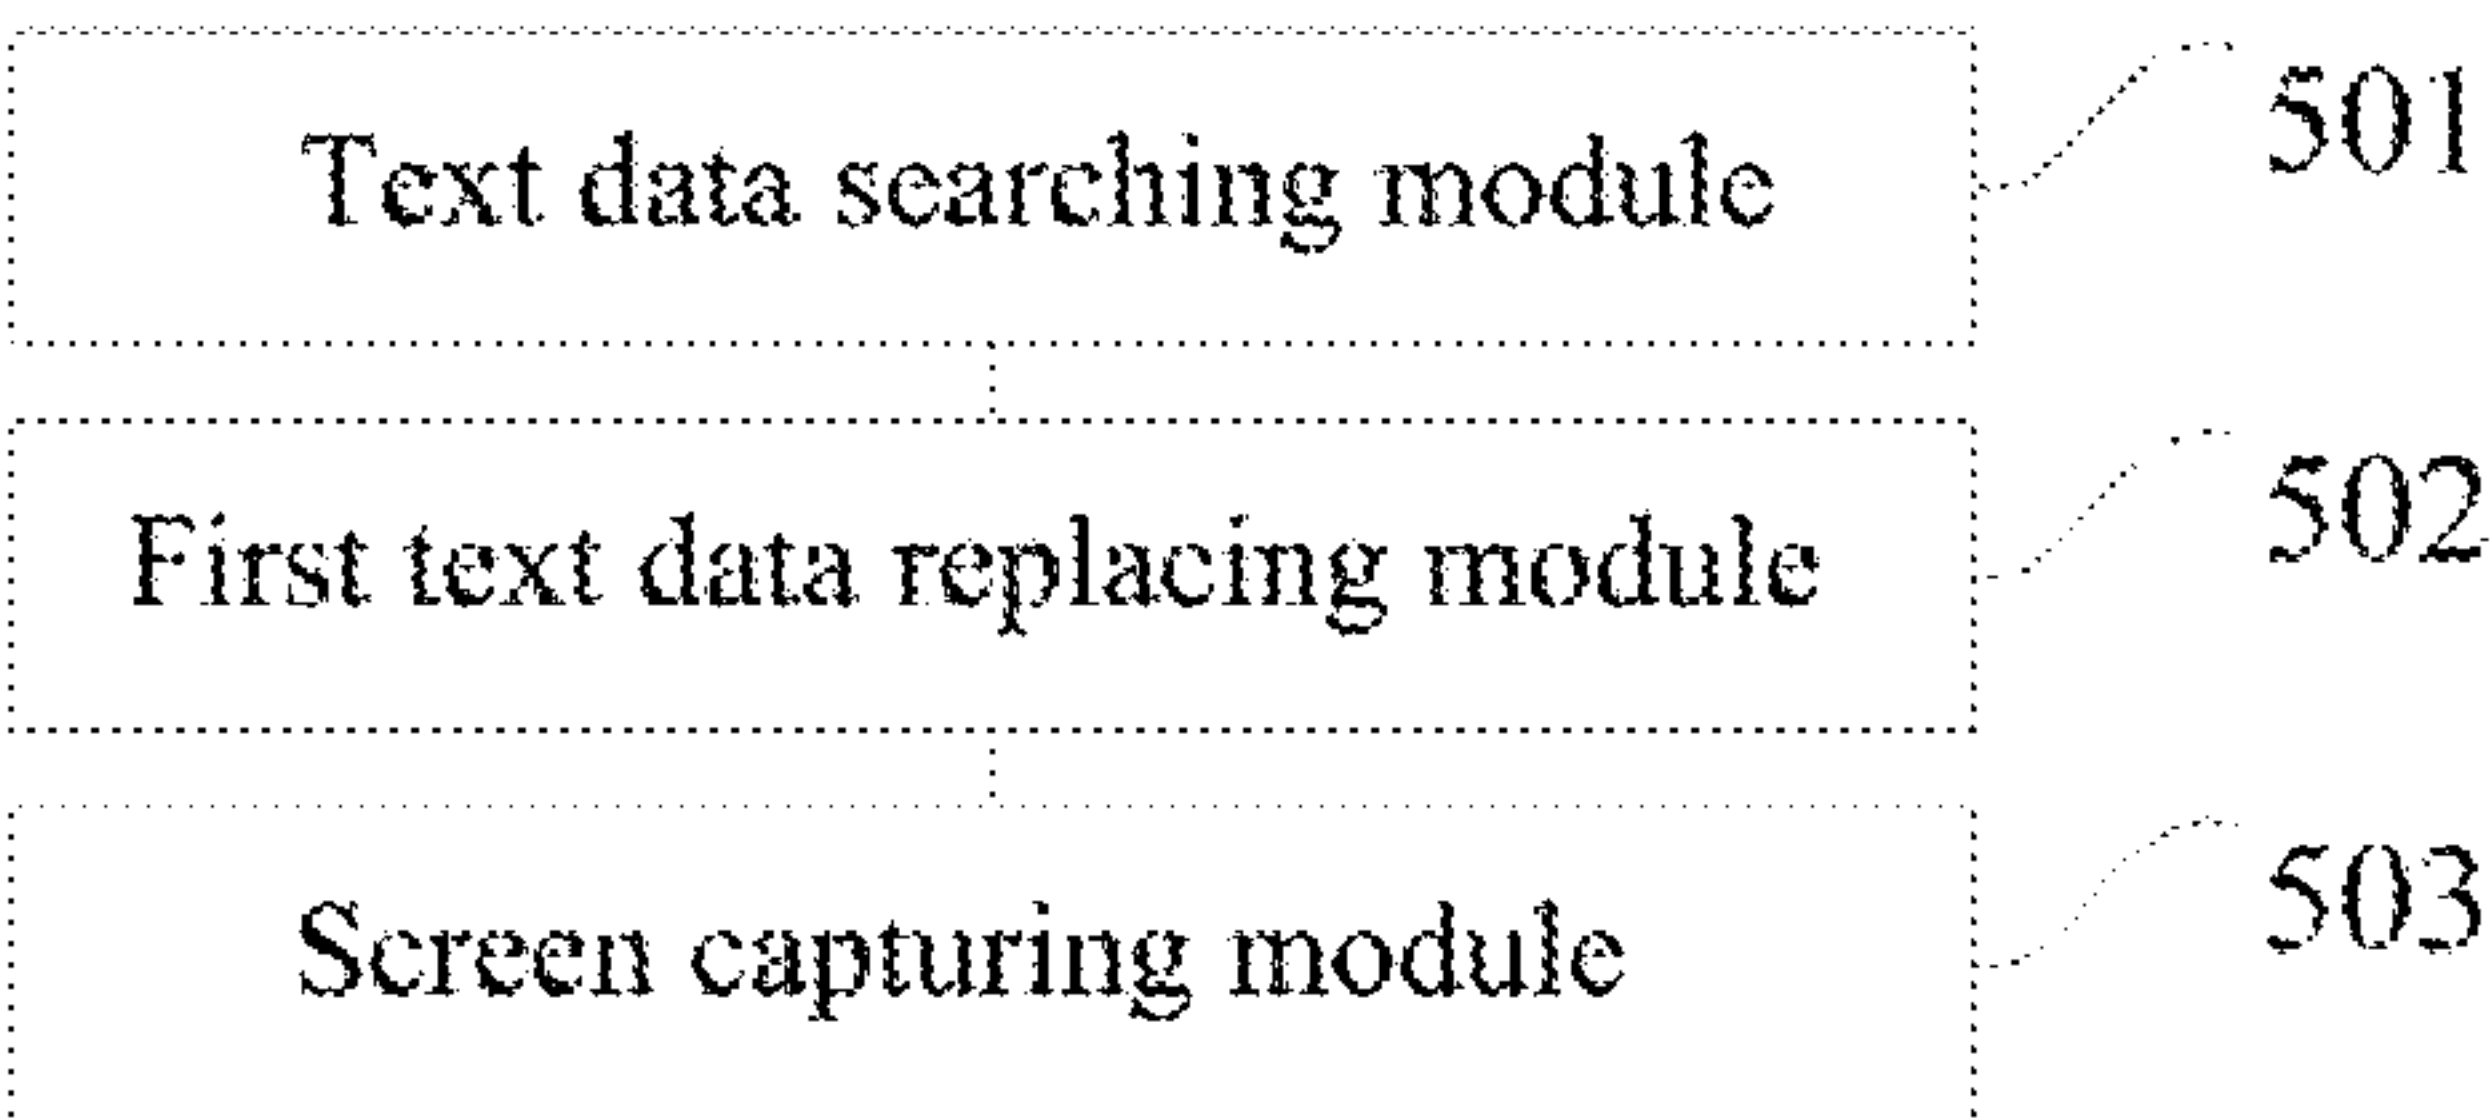 Text data searching module
501
First text data replacing module
502
Screen capturing module
503